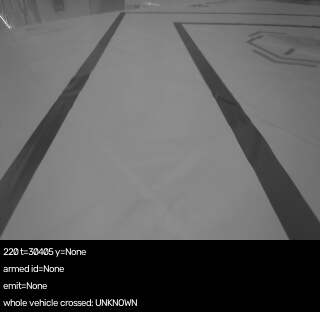 220 t=30405 y=None
armed id=None
emit=None
whole vehicle crossed: UNKNOWN